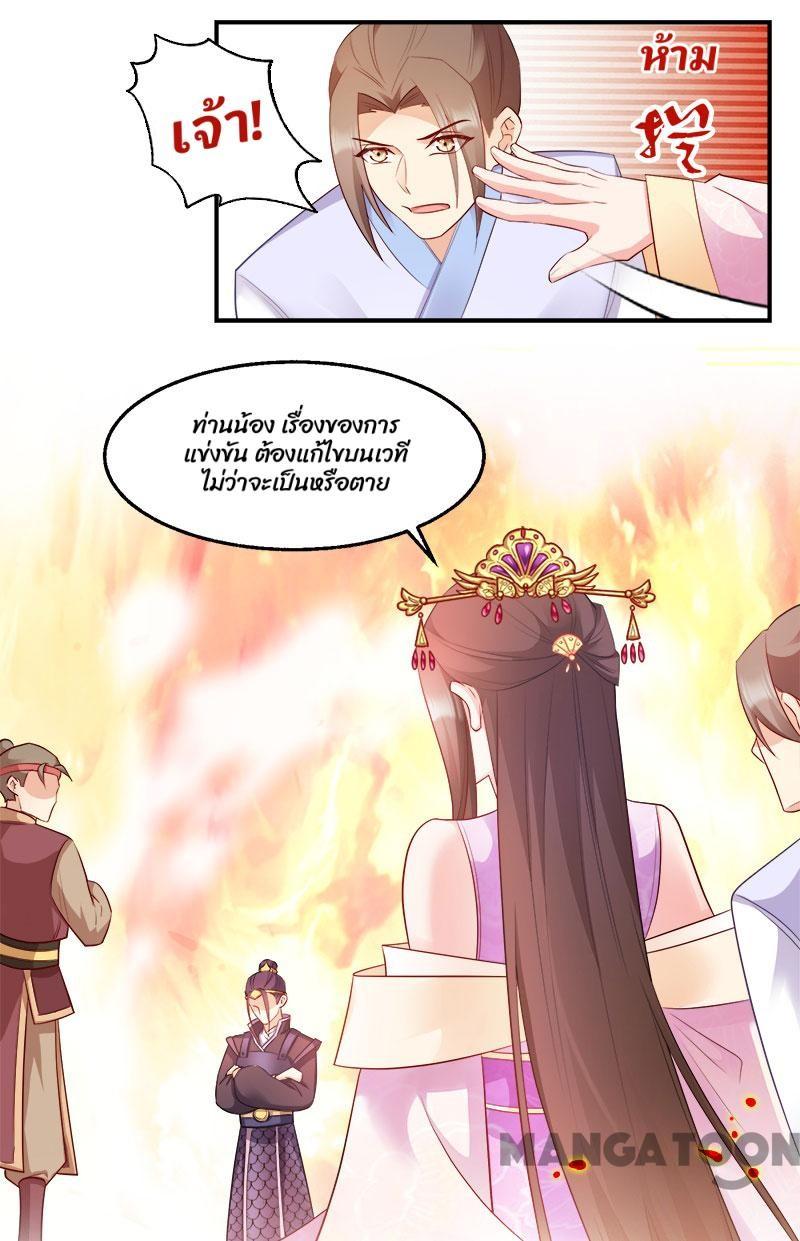 เจ้า!
ห้าม
ท่านน้อง เรื่องของการ
แข่งขัน ต้องแก้ไขบนเวที
ไม่ว่าจะเป็นหรือตาย
MANGATOON